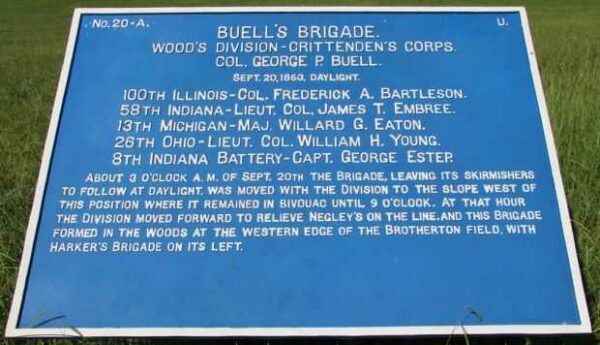 No. 20-A. U.
BUELL'S BRIGADE.
WOOD'S DIVISION-CRITTENDEN'S CORPS.
COL. GEORGE P. BUELL.
SEPT. 20, 1863, DAYLIGHT.
100TH ILLINOIS-COL. FREDERICK A. BARTLESON.
58TH INDIANA-LIEUT. COL. JAMES T. EMBREE.
13TH MICHIGAN-MAJ. WILLARD G. EATON.
26TH OHIO-LIEUT. COL. WILLIAM H. YOUNG.
8TH INDIANA BATTERY-CAPT. GEORGE ESTEP.
ABOUT 3 O'CLOCK A.M. OF SEPT. 20TH THE BRIGADE, LEAVING ITS SKIRMISHERS
TO FOLLOW AT DAYLIGHT, WAS MOVED WITH THE DIVISION TO THE SLOPE WEST OF
THIS POSITION WHERE IT REMAINED IN BIVOUAC UNTIL 9 O'CLOCK. AT THAT HOUR
THE DIVISION MOVED FORWARD TO RELIEVE NEGLEY'S ON THE LINE, AND THIS BRIGADE
FORMED IN THE WOODS AT THE WESTERN EDGE OF THE BROTHERTON FIELD, WITH
HARKER'S BRIGADE ON ITS LEFT.